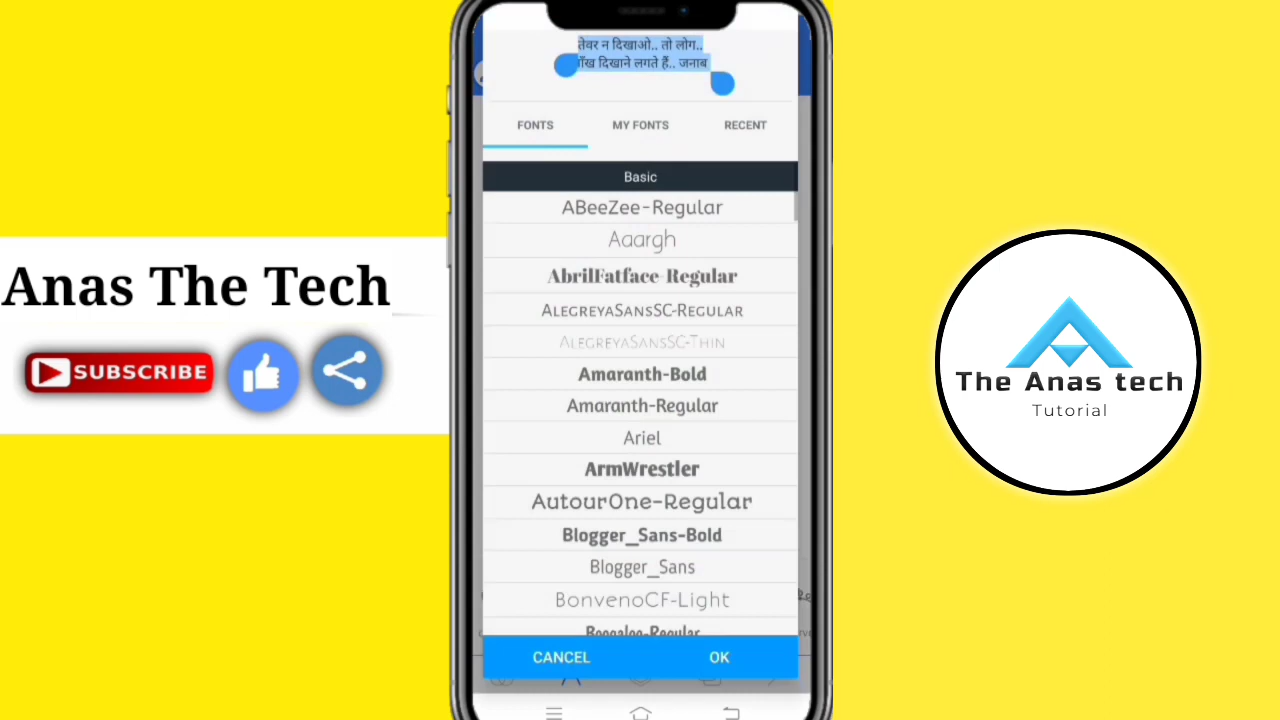 तेवर न दिखाओ.. तो लोग..
दिखाने लगते हैं.. जनाब
FONTS
MY FONTS
RECENT
Basic
ABeeZee-Regular
Aaargh
AbrilFatface-Regular
AlegreyaSansSC-Regular
AlegreyaSansSC-Thin
Amaranth-Bold
Amaranth-Regular
Ariel
ArmWrestler
AutourOne-Regular
Blogger_Sans-Bold
Blogger_Sans
BonvenoCF-Light
Boogaloo-Regular
CANCEL
OK
Anas The Tech
SUBSCRIBE
The Anas tech
Tutorial